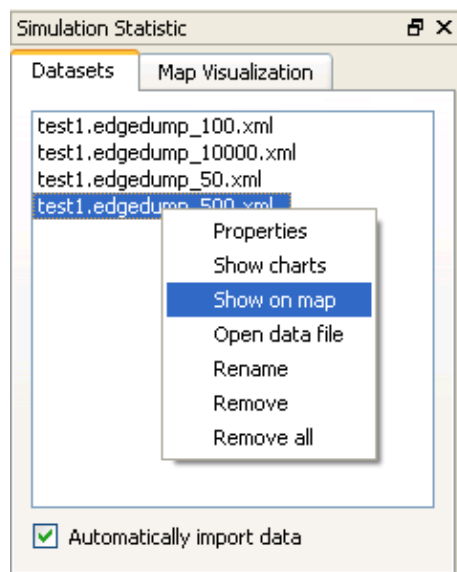 Simulation Statistic
Datasets Map Visualization
test1.edgedump_100.xml
test1.edgedump_10000.xml
test1.edgedump_50.xml
test1.edgedump_500.xml
Properties
Show charts
Show on map
Open data file
Rename
Remove
Remove all
Automatically import data